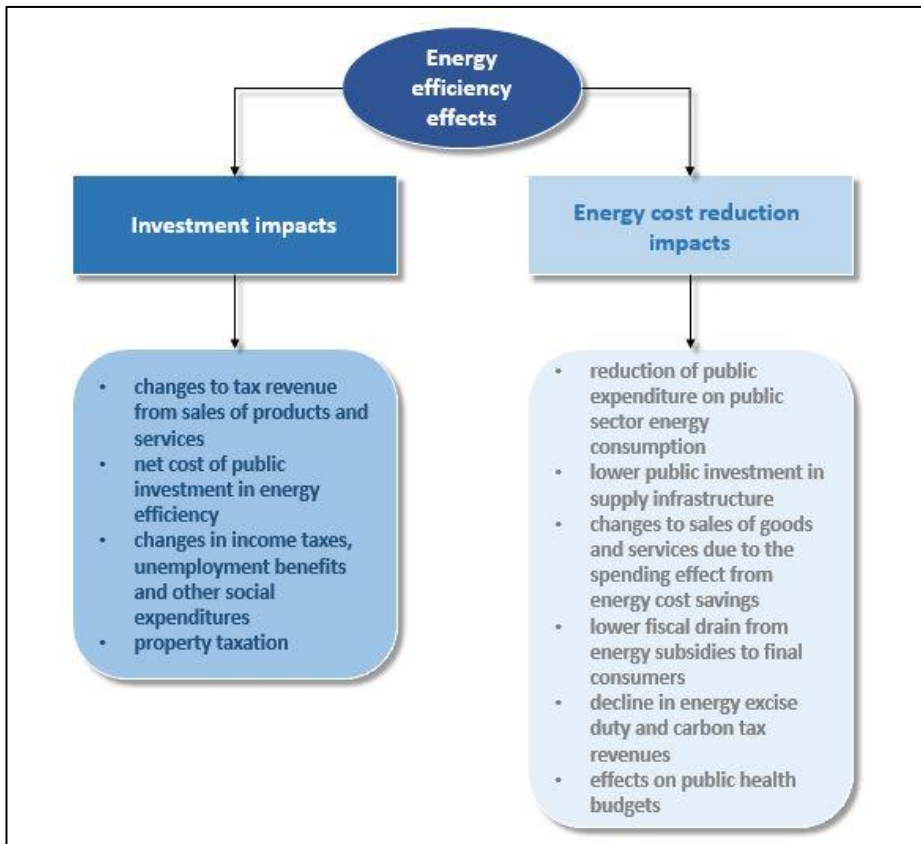 Energy
efficiency
effects
Investment impacts
Energy cost reduction
impacts
• changes to tax revenue
from sales of products and
services
• net cost of public
investment in energy
efficiency
• changes in income taxes,
unemployment benefits
and other social
expenditures
• property taxation
• reduction of public
expenditure on public
sector energy
consumption
• lower public investment in
supply infrastructure
• changes to sales of goods
and services due to the
spending effect from
energy cost savings
• lower fiscal drain from
energy subsidies to final
consumers
• decline in energy excise
duty and carbon tax
revenues
• effects on public health
budgets